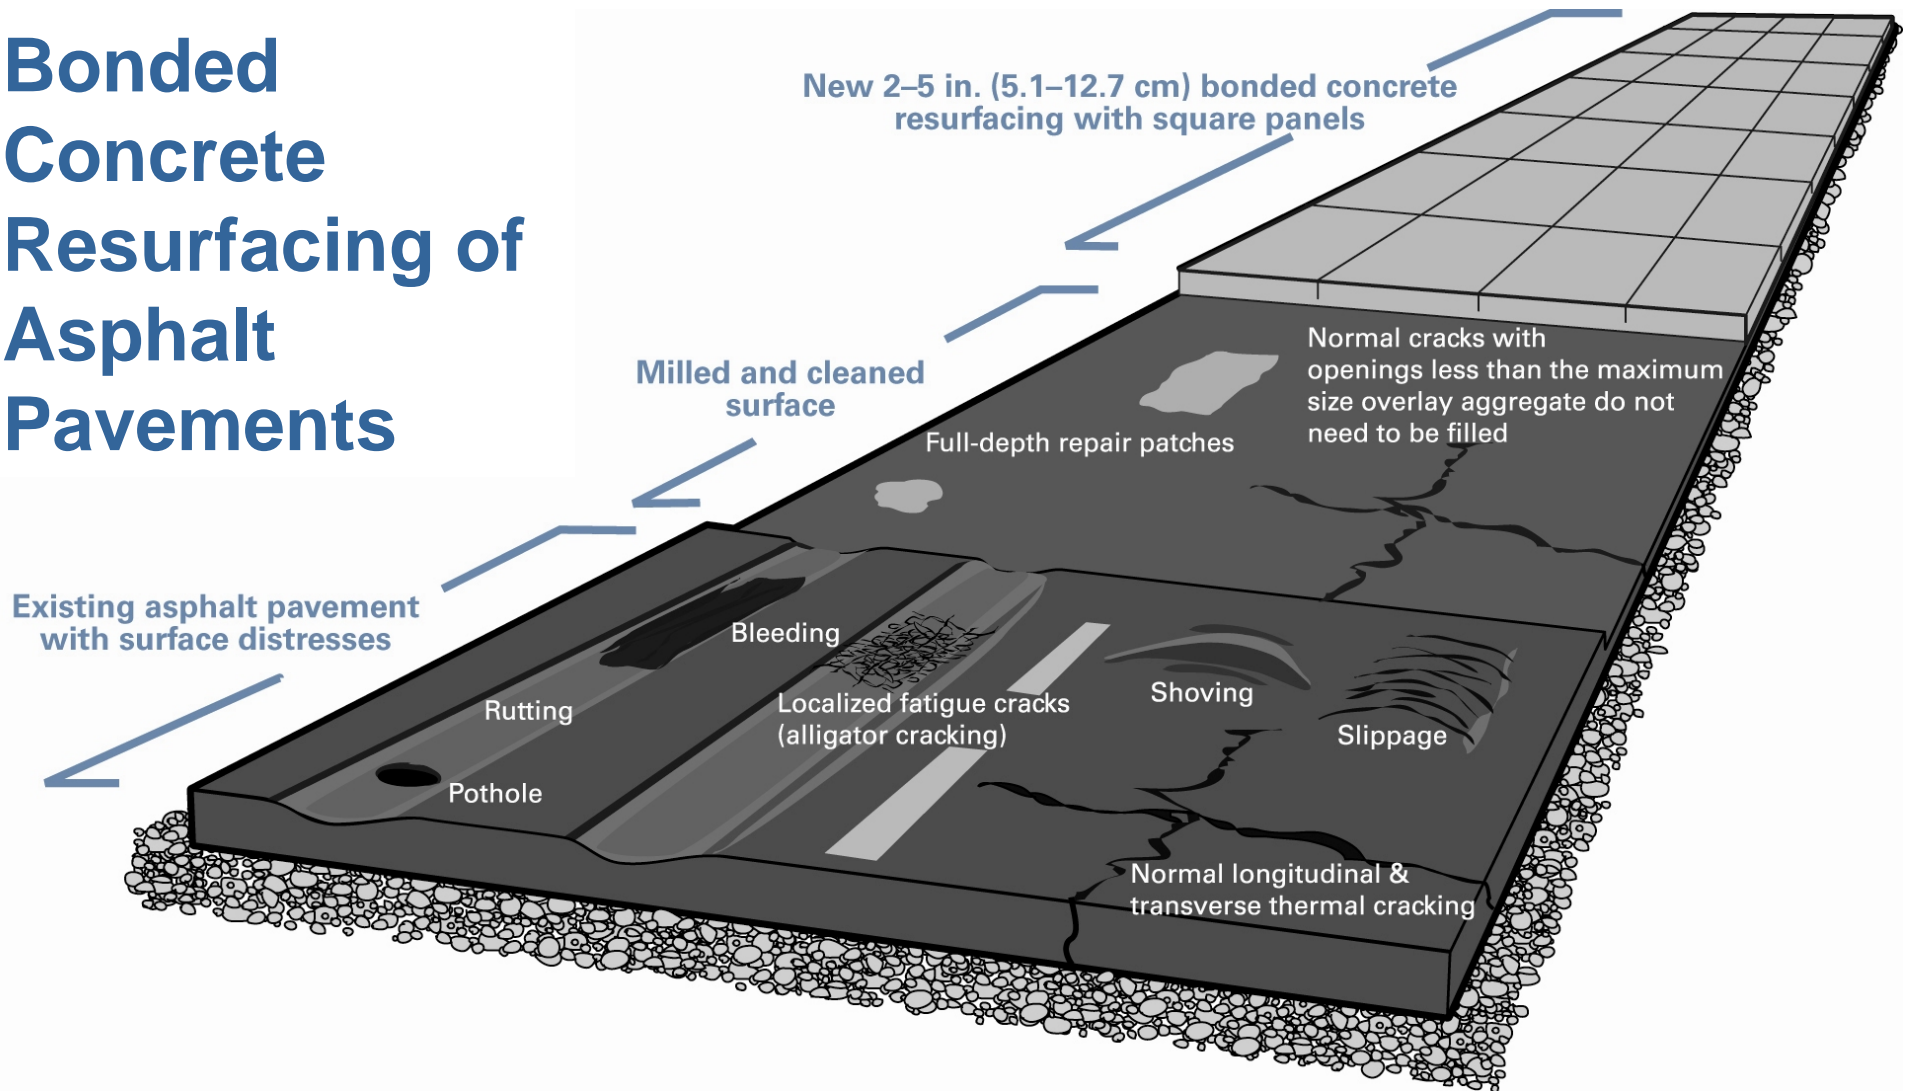 Bonded
Concrete
Resurfacing of
Asphalt
Pavements
New 2–5 in. (5.1–12.7 cm) bonded concrete
resurfacing with square panels
Milled and cleaned
surface
Normal cracks with
openings less than the maximum
size overlay aggregate do not
need to be filled
Full-depth repair patches
Existing asphalt pavement
with surface distresses
Bleeding
Rutting
Localized fatigue cracks
(alligator cracking)
Shoving
Slippage
Pothole
Normal longitudinal &
transverse thermal cracking